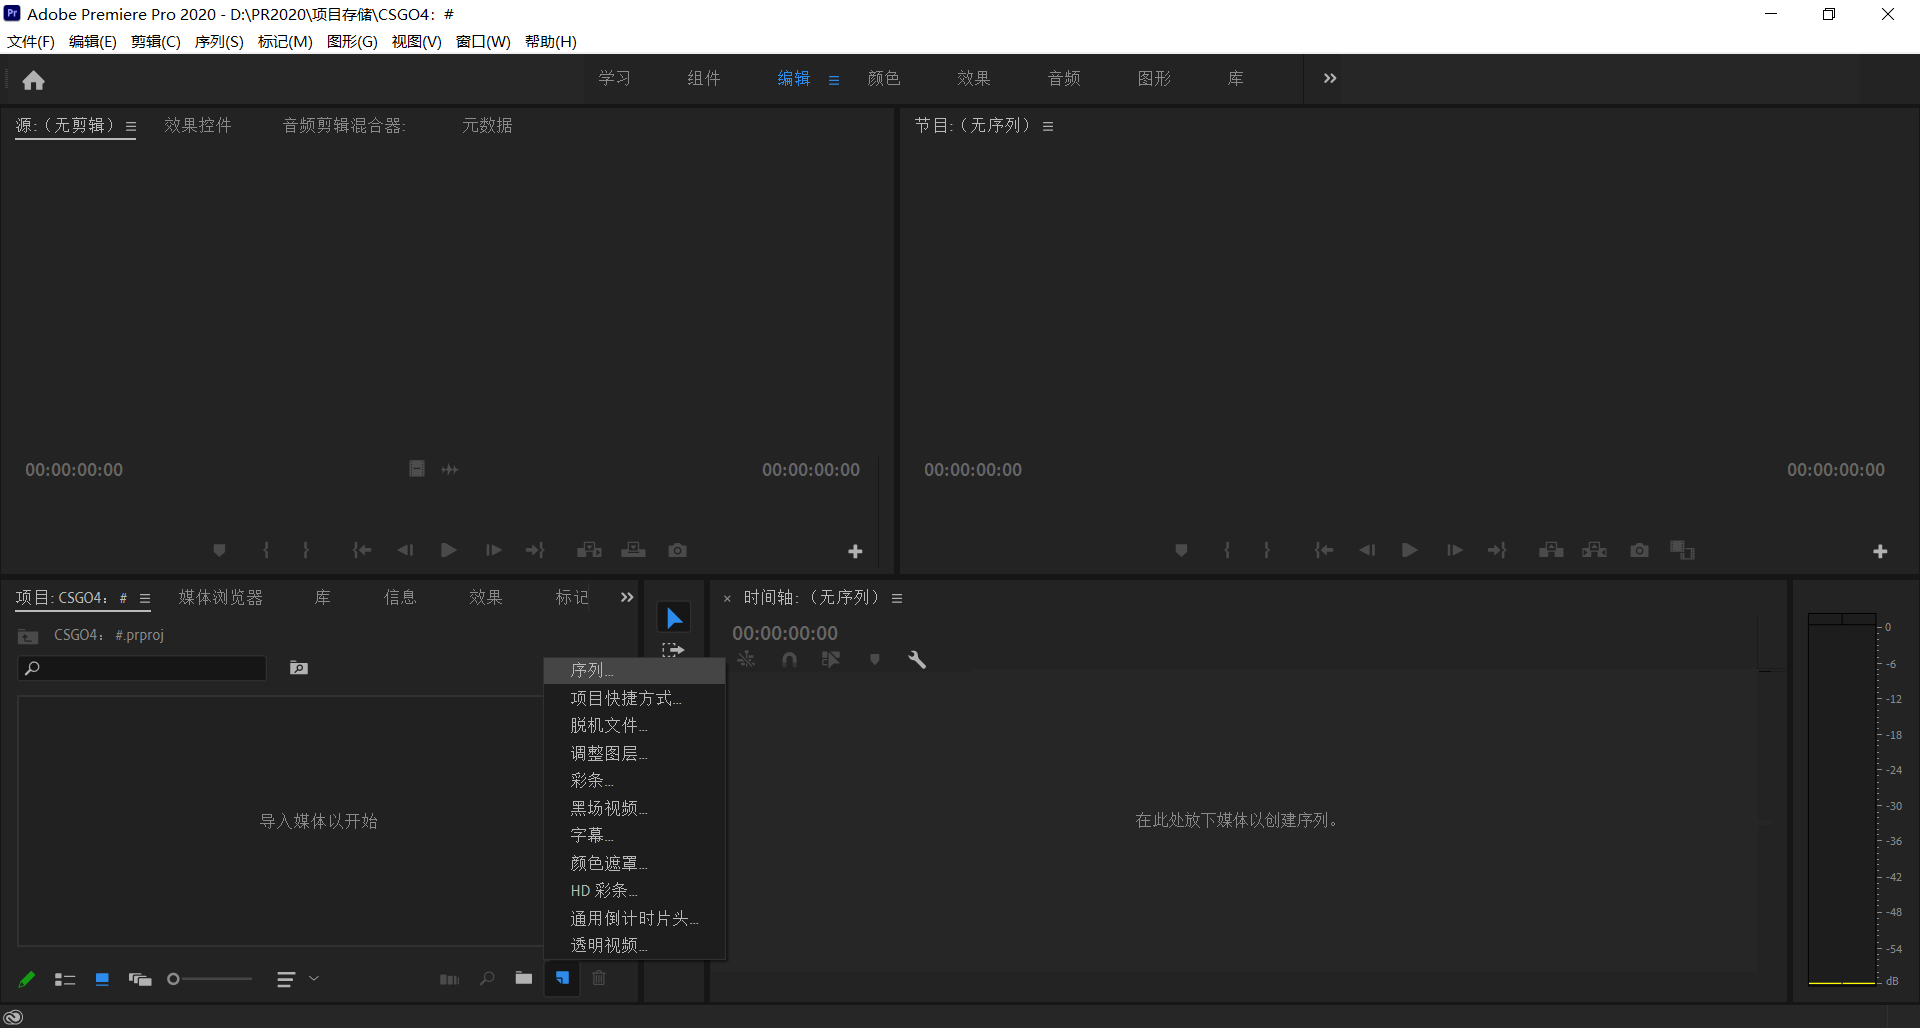 Adobe Premiere Pro 2020 - D:\PR2020\项目存储\CSGO4：#
文件(F) 编辑(E) 剪辑(C) 序列(S) 标记(M) 图形(G) 视图(V) 窗口(W) 帮助(H)
学习 组件 编辑 颜色 效果 音频 图形 库
源:（无剪辑） 效果控件 音频剪辑混合器: 元数据
节目:（无序列）
00:00:00:00 00:00:00:00
00:00:00:00 00:00:00:00
项目: CSGO4：# 媒体浏览器 库 信息 效果 标记
CSGO4：#.prproj
导入媒体以开始
序列...
项目快捷方式...
脱机文件...
调整图层...
彩条...
黑场视频...
字幕...
颜色遮罩...
HD 彩条...
通用倒计时片头...
透明视频...
× 时间轴:（无序列）
00:00:00:00
在此处放下媒体以创建序列。
0
-6
-12
-18
-24
-30
-36
-42
-48
-54
dB